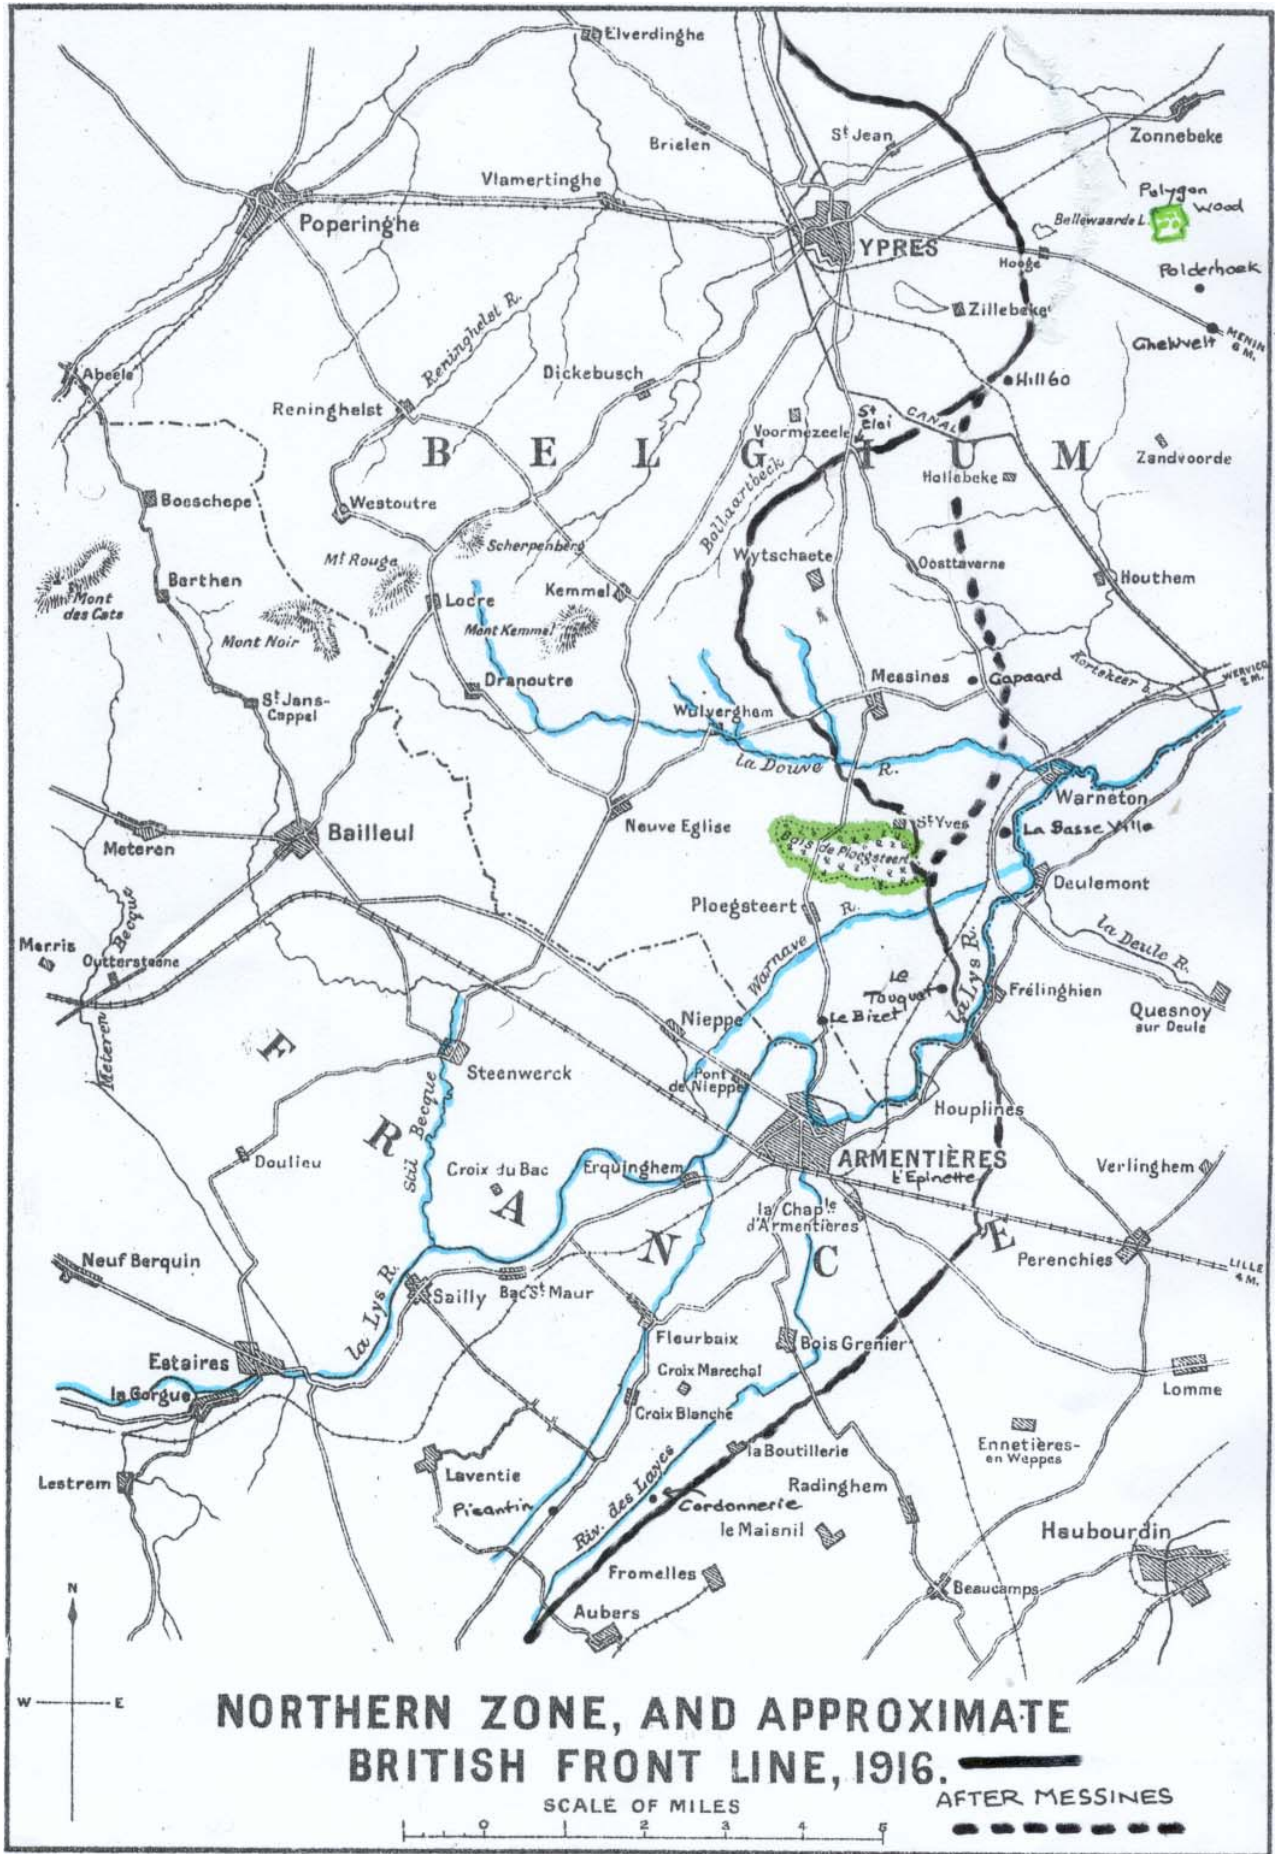 Elverdinghe
Brielen
St Jean
Zonnebeke
Vlamertinghe
Poperinghe
Polygon
Wood
Bellewaarde L.
YPRES
Hooge
Polderhoek
Reninghelst R.
Zillebeke
Ghelwvelt
MENIN
6 M.
Abeele
Dickebusch
Hill 60
Reninghelst
St
Eloi
CANAL
Voormezeele
BELGIUM
Zandvoorde
Hollebeke
Boeschepe
Westoutre
Bollaartbeck
Scherpenberg
Mt Rouge
Wytschaete
Oosttaverne
Houthem
Mont
des Cats
Berthen
Locre
Kemmel
Mont Noir
Mont Kemmel
Kortekeer b.
WERVICQ
2 M.
St Jans-
Cappel
Dranoutre
Messines
Gapaard
Wulverghem
la Douve R.
Warneton
Bailleul
Neuve Eglise
St Yves
La Basse Ville
Meteren
Bois de Ploegsteert
Deulemont
Ploegsteert
Warnave R.
la Deule R.
Merris
Outtersteene
Meteren Becque
Le
Touquet
la Lys R.
Frélinghien
Quesnoy
sur Deule
Nieppe
Le Bizet
FRANCE
Steenwerck
Pont
de Nieppe
Houplines
Stil Becque
Doulieu
Croix du Bac
Erquinghem
ARMENTIÈRES
l'Epinette
Verlinghem
la Chaple
d'Armentières
Neuf Berquin
Perenchies
LILLE
4 M.
la Lys R.
Sailly
Bac St Maur
Fleurbaix
Bois Grenier
Estaires
la Gorgue
Croix Marechal
Lomme
Croix Blanche
Ennetières-
en Weppes
la Boutillerie
Lestrem
Laventie
Riv. des Layes
Radinghem
Picantin
Cordonnerie
le Maisnil
Haubourdin
Fromelles
Beaucamps
Aubers
N
W E
NORTHERN ZONE, AND APPROXIMATE
BRITISH FRONT LINE, 1916.
SCALE OF MILES
AFTER MESSINES
0 1 2 3 4 5